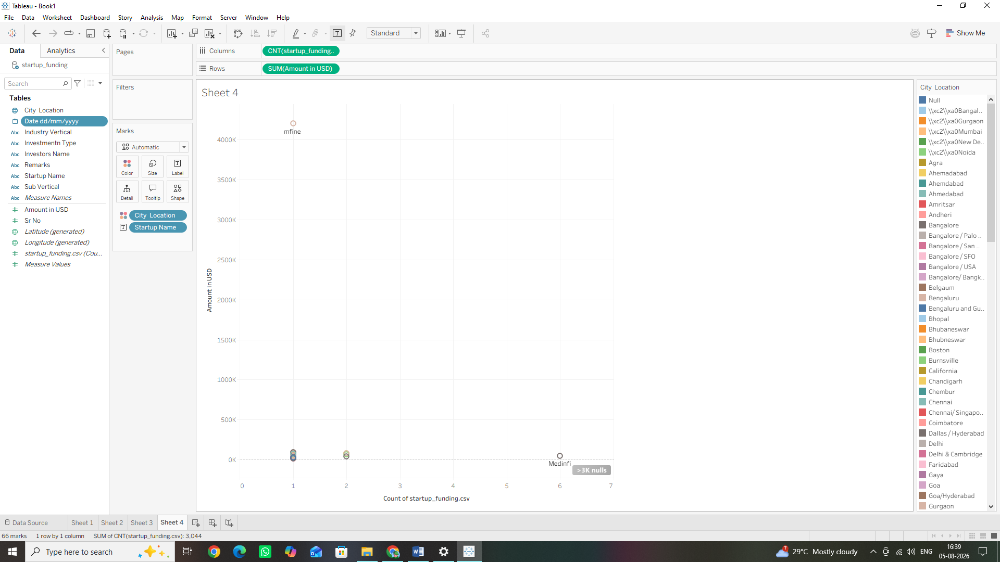 Tableau - Book1
File Data Worksheet Dashboard Story Analysis Map Format Server Window Help
Standard
Show Me
Data Analytics
startup_funding
Search
Tables
City  Location
Date dd/mm/yyyy
Industry Vertical
Abc Investmentn Type
Abc Investors Name
Abc Remarks
Abc Startup Name
Abc Sub Vertical
Abc Measure Names
Amount in USD
Sr No
Latitude (generated)
Longitude (generated)
startup_funding.csv (Cou...
Measure Values
Pages
Filters
Marks
Automatic
Color Size Label
Detail Tooltip Shape
City  Location
Startup Name
Columns CNT(startup_funding..
Rows SUM(Amount in USD)
Sheet 4
mfine
4000K
3500K
3000K
2500K
2000K
1500K
1000K
500K
0K
Amount in USD
Medinfi
>3K nulls
0 1 2 3 4 5 6 7
Count of startup_funding.csv
City  Location
Null
\\xc2\\xa0Bangal..
\\xc2\\xa0Gurgaon
\\xc2\\xa0Mumbai
\\xc2\\xa0New De..
\\xc2\\xa0Noida
Agra
Ahemadabad
Ahemdabad
Ahmedabad
Amritsar
Andheri
Bangalore
Bangalore / Palo ..
Bangalore / San ..
Bangalore / SFO
Bangalore / USA
Bangalore/ Bangk..
Belgaum
Bengaluru
Bengaluru and Gu..
Bhopal
Bhubaneswar
Bhubneswar
Boston
Burnsville
California
Chandigarh
Chembur
Chennai
Chennai/ Singapo..
Coimbatore
Dallas / Hyderabad
Delhi
Delhi & Cambridge
Faridabad
Gaya
Goa
Goa/Hyderabad
Gurgaon
Data Source Sheet 1 Sheet 2 Sheet 3 Sheet 4
66 marks 1 row by 1 column SUM of CNT(startup_funding.csv): 3,044
Type here to search
7
29°C Mostly cloudy
ENG
16:39
05-08-2026